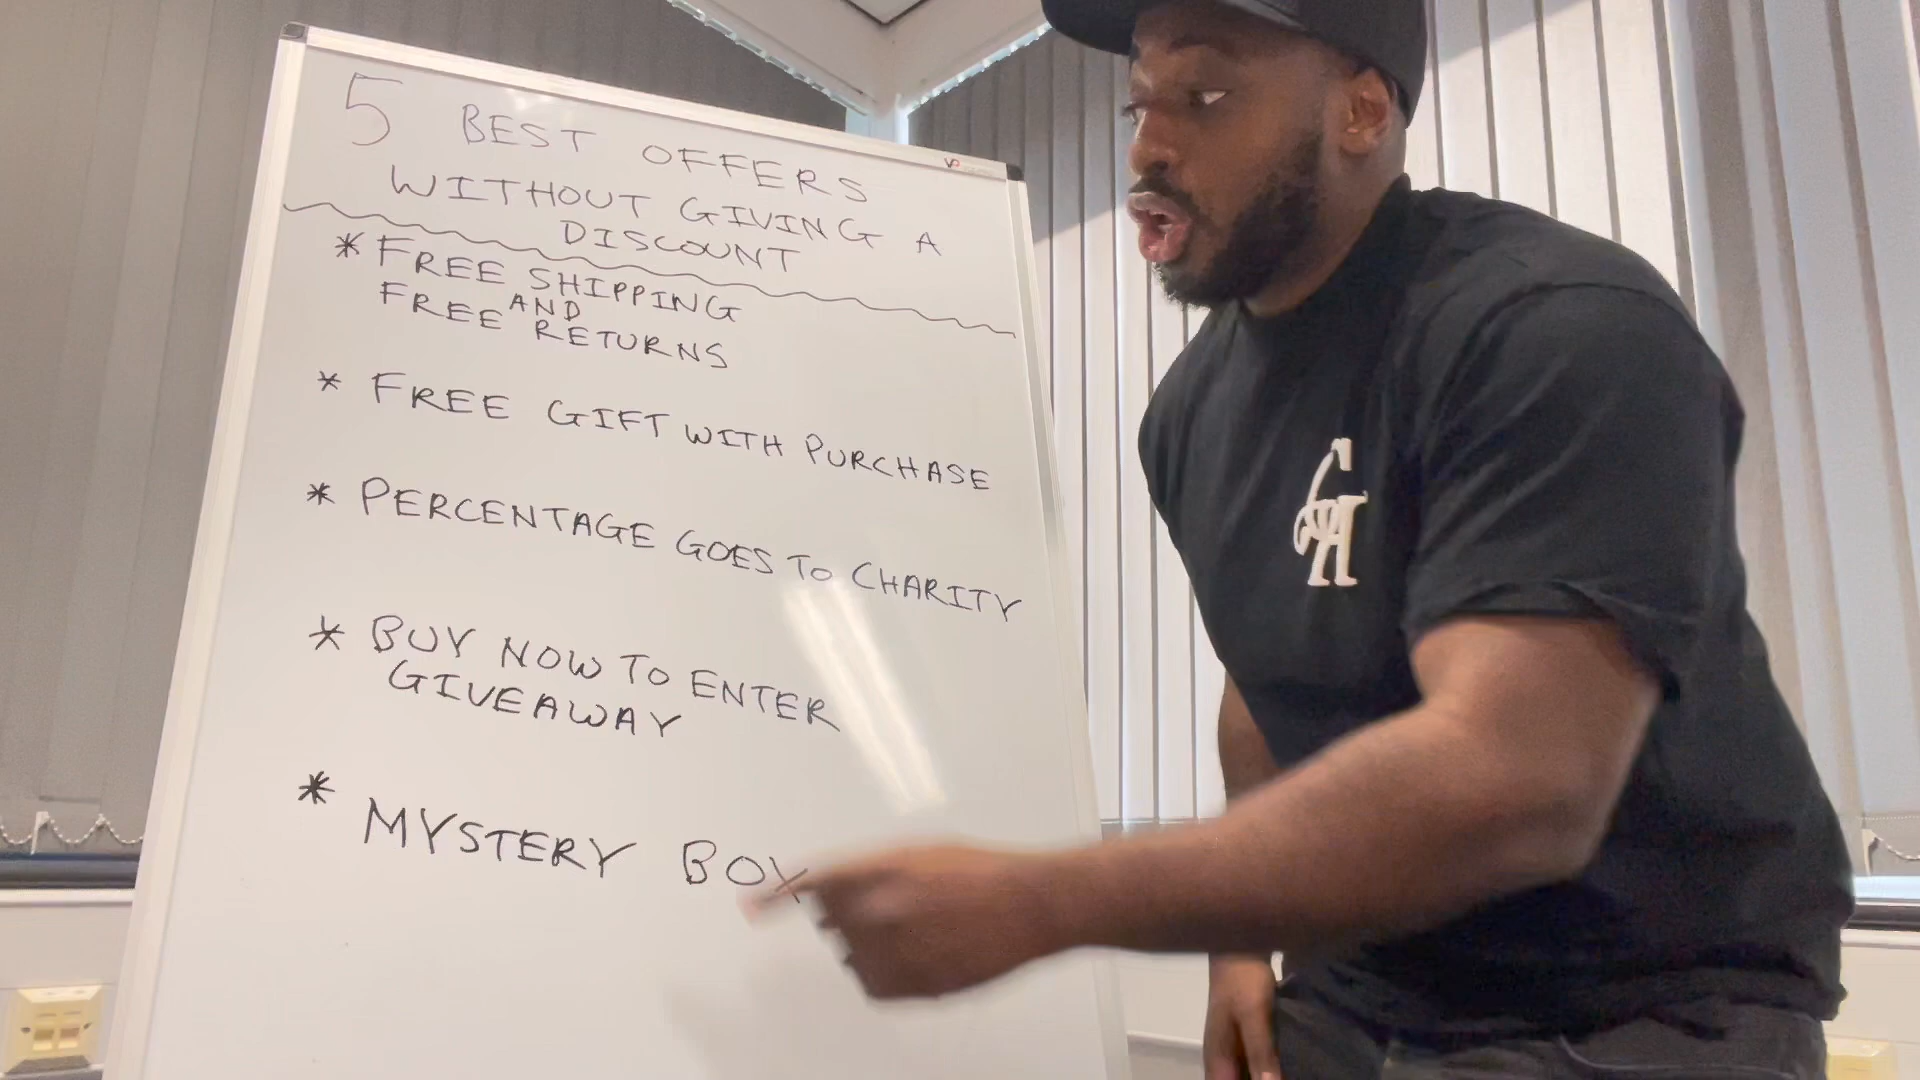 5 BEST OFFERS
WITHOUT GIVING A
DISCOUNT
* FREE SHIPPING
AND
FREE RETURNS
* FREE GIFT WITH PURCHASE
* PERCENTAGE GOES TO CHARITY
* BUY NOW TO ENTER
GIVEAWAY
* MYSTERY BOX